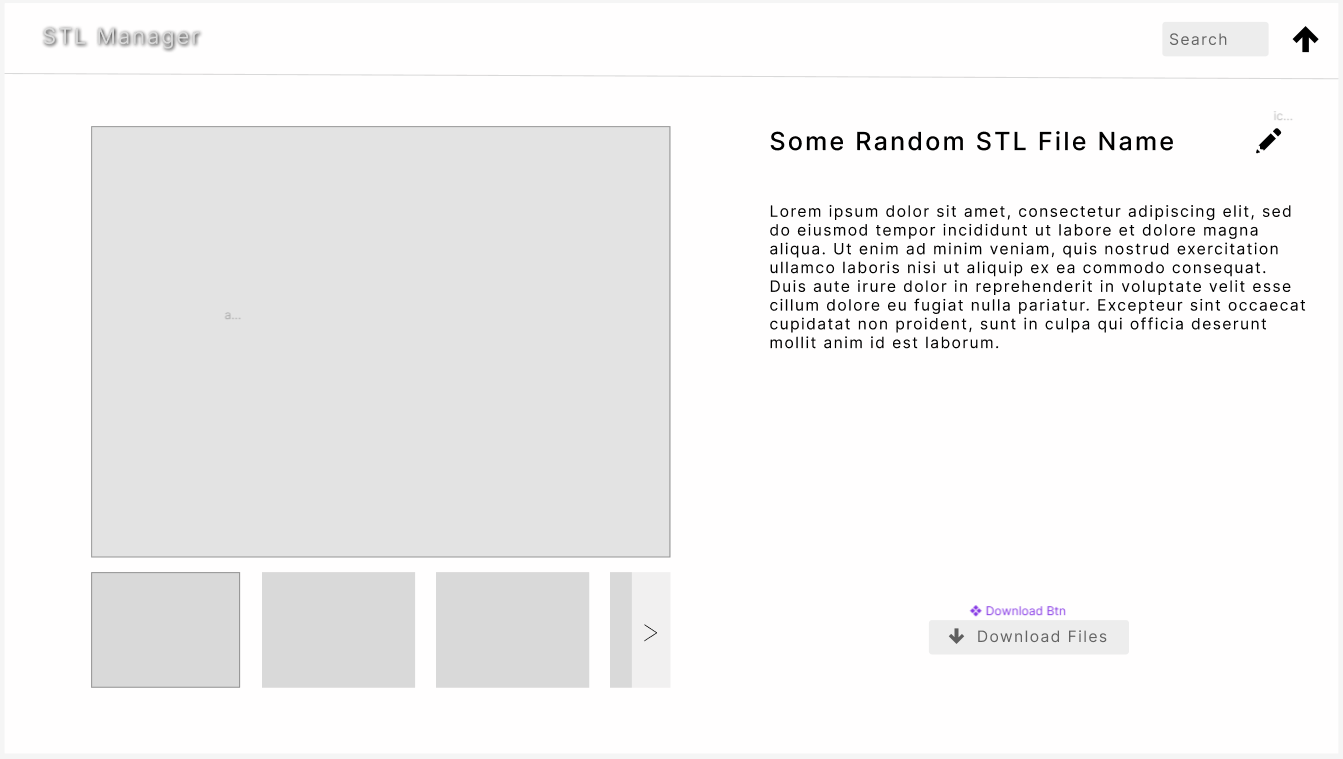 STL Manager
Search
ic...
Some Random STL File Name
Lorem ipsum dolor sit amet, consectetur adipiscing elit, sed
do eiusmod tempor incididunt ut labore et dolore magna
aliqua. Ut enim ad minim veniam, quis nostrud exercitation
ullamco laboris nisi ut aliquip ex ea commodo consequat.
Duis aute irure dolor in reprehenderit in voluptate velit esse
cillum dolore eu fugiat nulla pariatur. Excepteur sint occaecat
cupidatat non proident, sunt in culpa qui officia deserunt
mollit anim id est laborum.
a...
Download Btn
Download Files